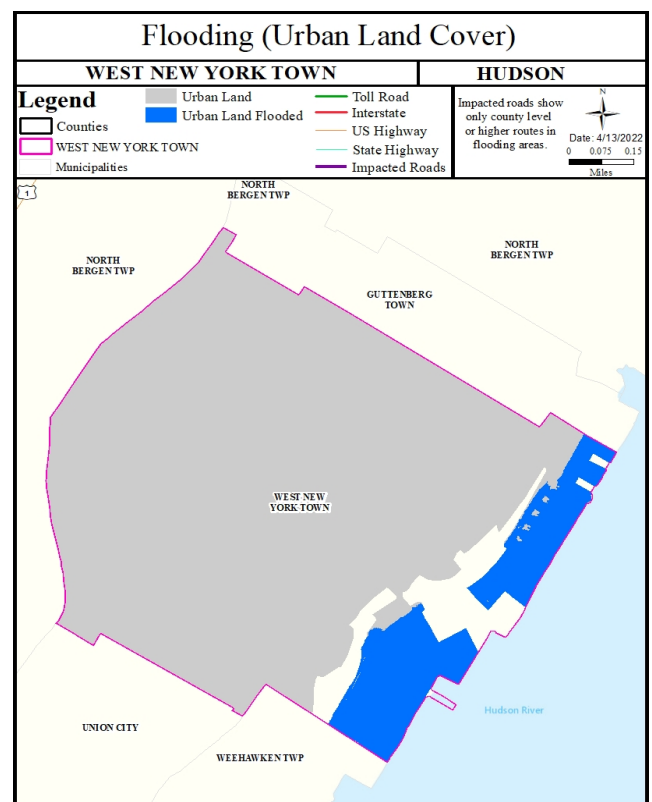 Flooding (Urban Land Cover)
WEST NEW YORK TOWN
HUDSON
Legend
Counties
WEST NEW YORK TOWN
Municipalities
Urban Land
Urban Land Flooded
Toll Road
Interstate
US Highway
State Highway
Impacted Roads
Impacted roads show
only county level
or higher routes in
flooding areas.
N
Date: 4/13/2022
0 0.075 0.15
Miles
1
NORTH
BERGEN TWP
NORTH
BERGEN TWP
NORTH
BERGEN TWP
GUTTENBERG
TOWN
WEST NEW
YORK TOWN
Hudson River
UNION CITY
WEEHAWKEN TWP